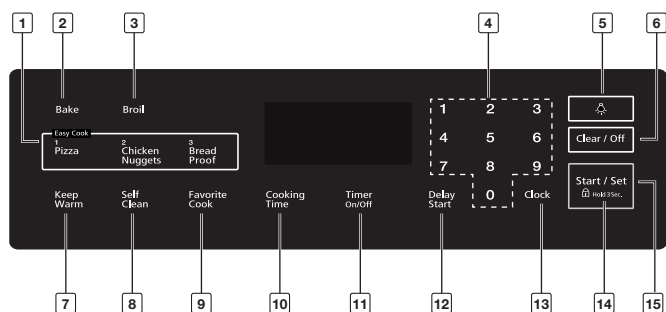 1 2 3 4 5 6
Bake Broil
1 2 3
4 5 6
7 8 9
0
Clear / Off
Easy Cook
1 2 3
Pizza Chicken Nuggets Bread Proof
Start / Set
Hold 3 Sec.
Keep Warm Self Clean Favorite Cook Cooking Time Timer On/Off Delay Start Clock
7 8 9 10 11 12 13 14 15